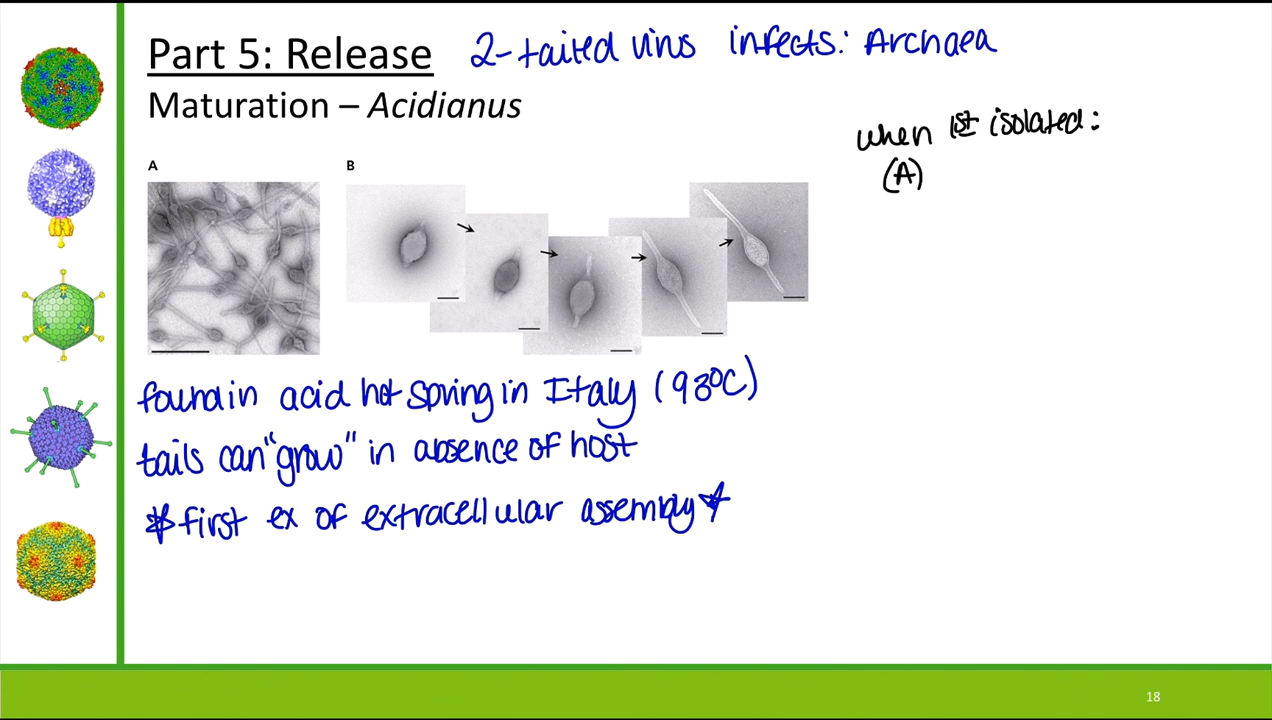 Part 5: Release 2-tailed virus infects: Archaea
Maturation – Acidianus
when 1st isolated:
(A)
A B
found in acid hot spring in Italy (93°C)
tails can "grow" in absence of host
* first ex of extracellular assembly *
18